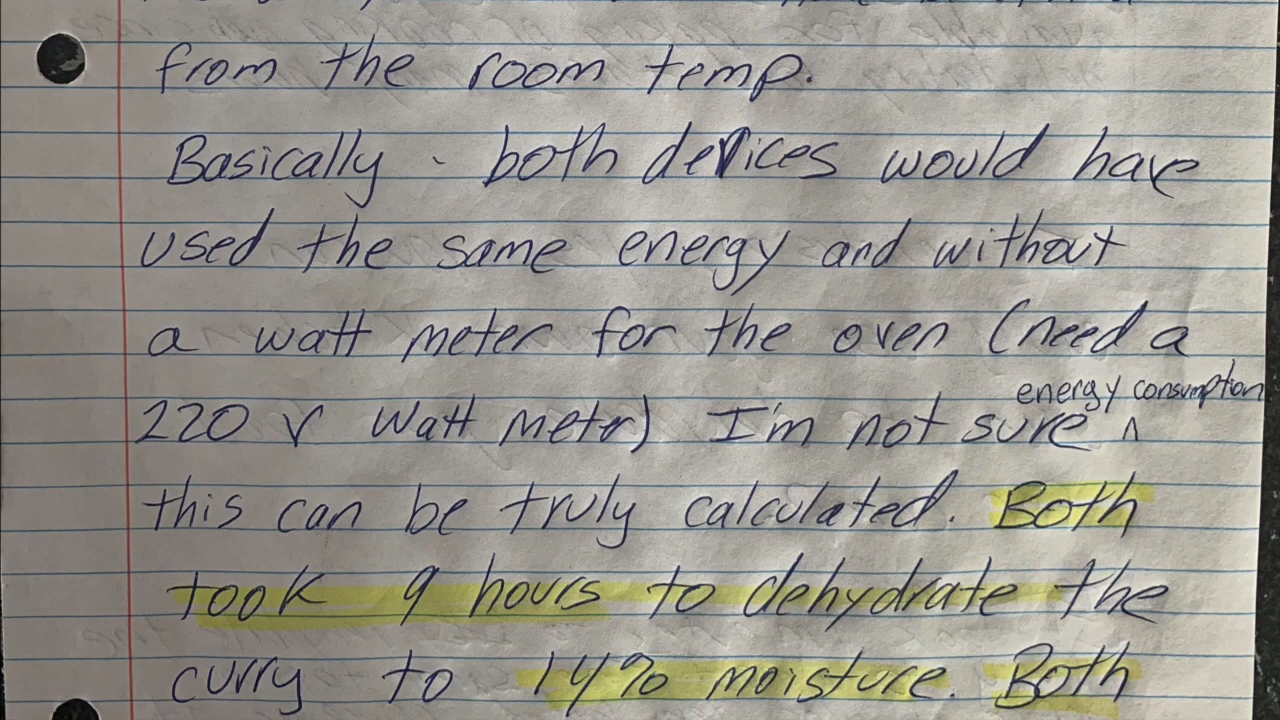 from the room temp.
Basically - both devices would have
used the same energy and without
a watt meter for the oven (need a
energy consumption
220 V Watt Metr) I'm not sure ^
this can be truly calculated. Both
took 9 hours to dehydrate the
curry to 14% moisture. Both